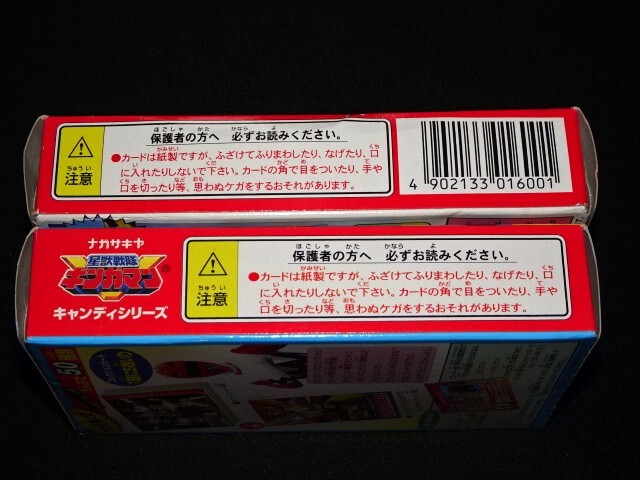 注意
保護者の方へ 必ずお読みください。
●カードは紙製ですが、ふざけてふりまわしたり、なげたり、口
に入れたりしないで下さい。カードの角で目をついたり、手や
口を切ったり等、思わぬケガをするおそれがあります。
4 902133 016001
ナガサキヤ
星獣戦隊
ギンガマン®
キャンディシリーズ
注意
保護者の方へ 必ずお読みください。
●カードは紙製ですが、ふざけてふりまわしたり、なげたり、口
に入れたりしないで下さい。カードの角で目をついたり、手や
口を切ったり等、思わぬケガをするおそれがあります。